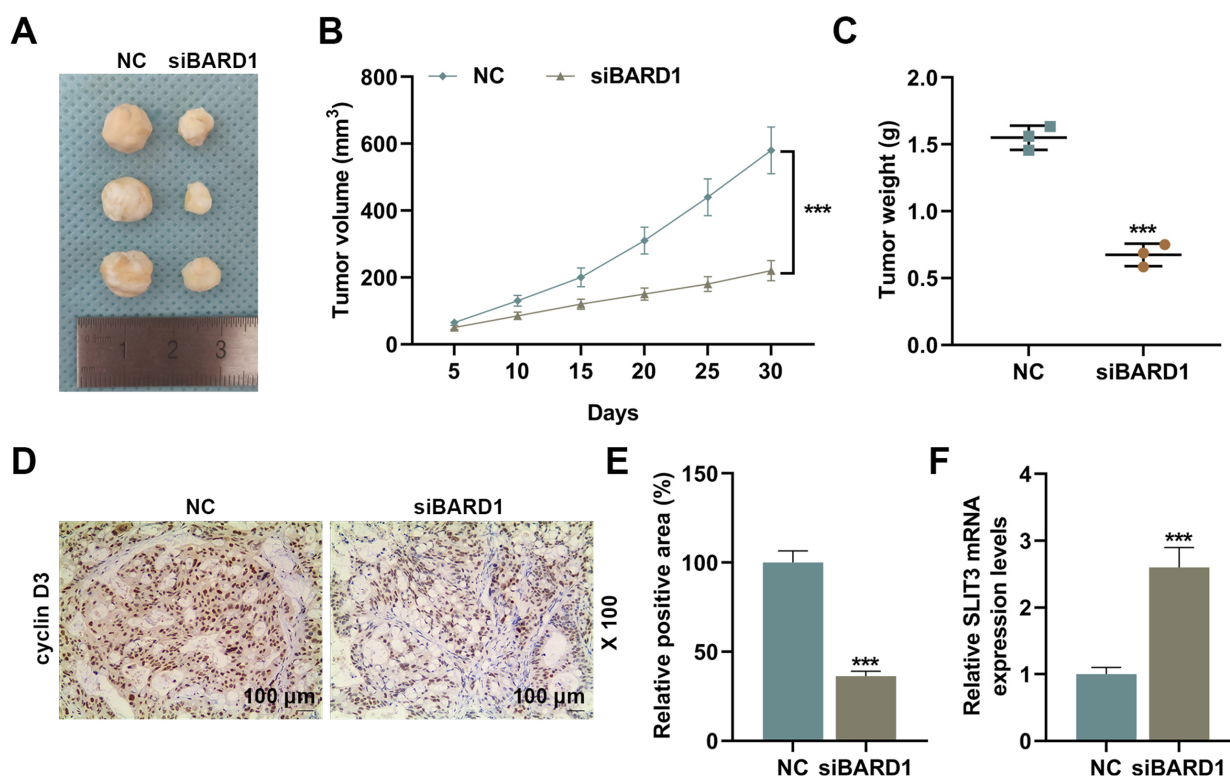 A
NC siBARD1
0.5mm
1 2 3
B
NC siBARD1
Tumor volume (mm3)
800
600
400
200
0
***
5 10 15 20 25 30
Days
C
Tumor weight (g)
2.0
1.5
1.0
0.5
0.0
***
NC siBARD1
D
NC siBARD1
cyclin D3
100 μm 100 μm
X 100
E
Relative positive area (%)
150
100
50
0
***
NC siBARD1
F
Relative SLIT3 mRNA
expression levels
4
3
2
1
0
***
NC siBARD1